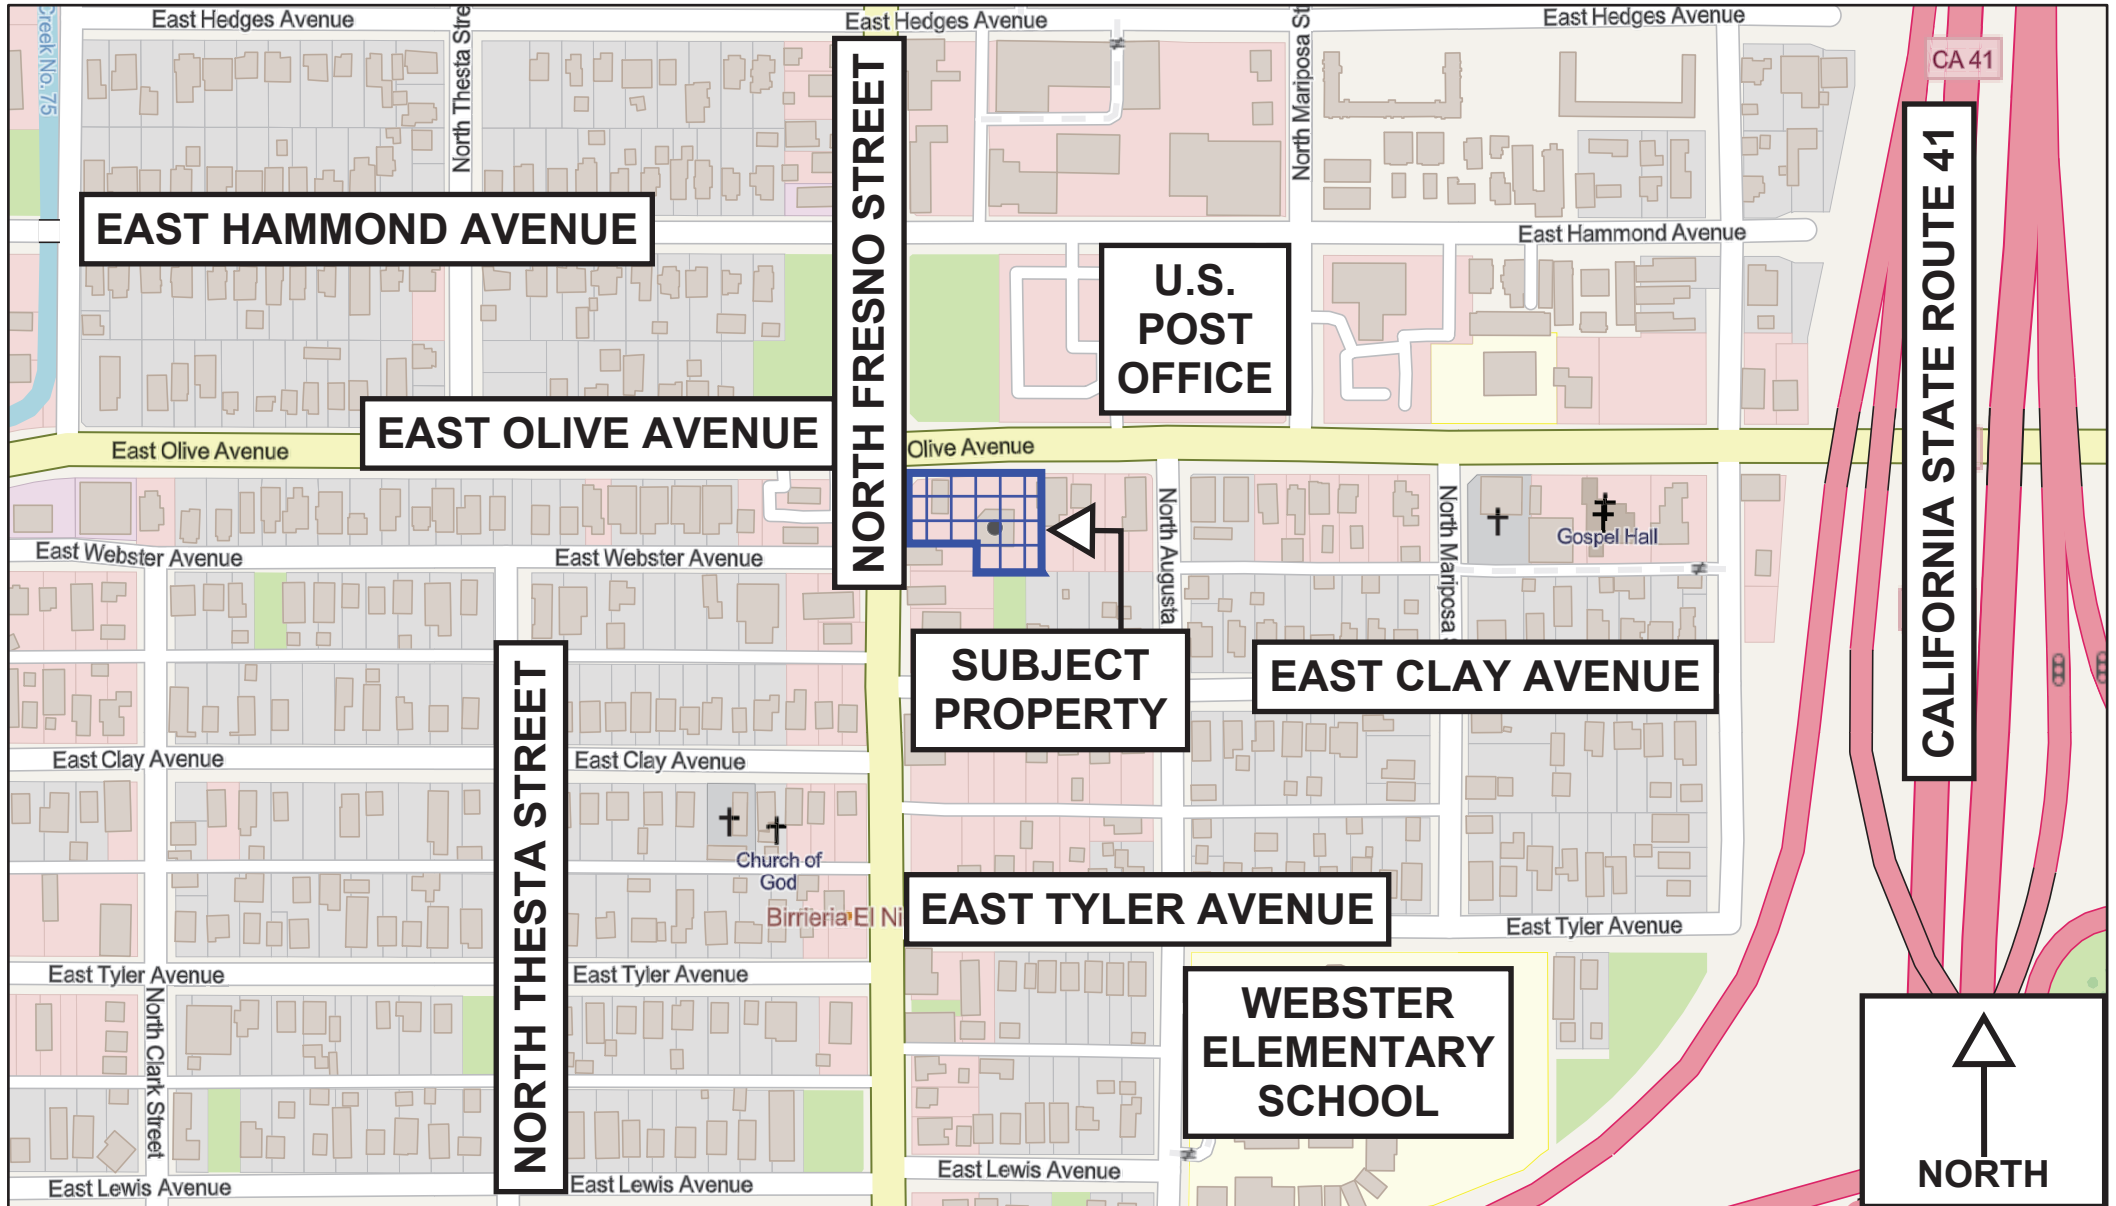 East Hedges Avenue
East Hedges Avenue
East Hedges Avenue
Creek No. 75
North Thesta Stre
North Mariposa St
CA 41
EAST HAMMOND AVENUE
NORTH FRESNO STREET
East Hammond Avenue
CALIFORNIA STATE ROUTE 41
U.S.
POST
OFFICE
EAST OLIVE AVENUE
East Olive Avenue
Olive Avenue
North Augusta
North Mariposa S
Gospel Hall
East Webster Avenue
East Webster Avenue
SUBJECT
PROPERTY
EAST CLAY AVENUE
NORTH THESTA STREET
East Clay Avenue
East Clay Avenue
Church of
God
Birrieria El Ni
EAST TYLER AVENUE
East Tyler Avenue
East Tyler Avenue
East Tyler Avenue
North Clark Street
WEBSTER
ELEMENTARY
SCHOOL
East Lewis Avenue
East Lewis Avenue
East Lewis Avenue
NORTH